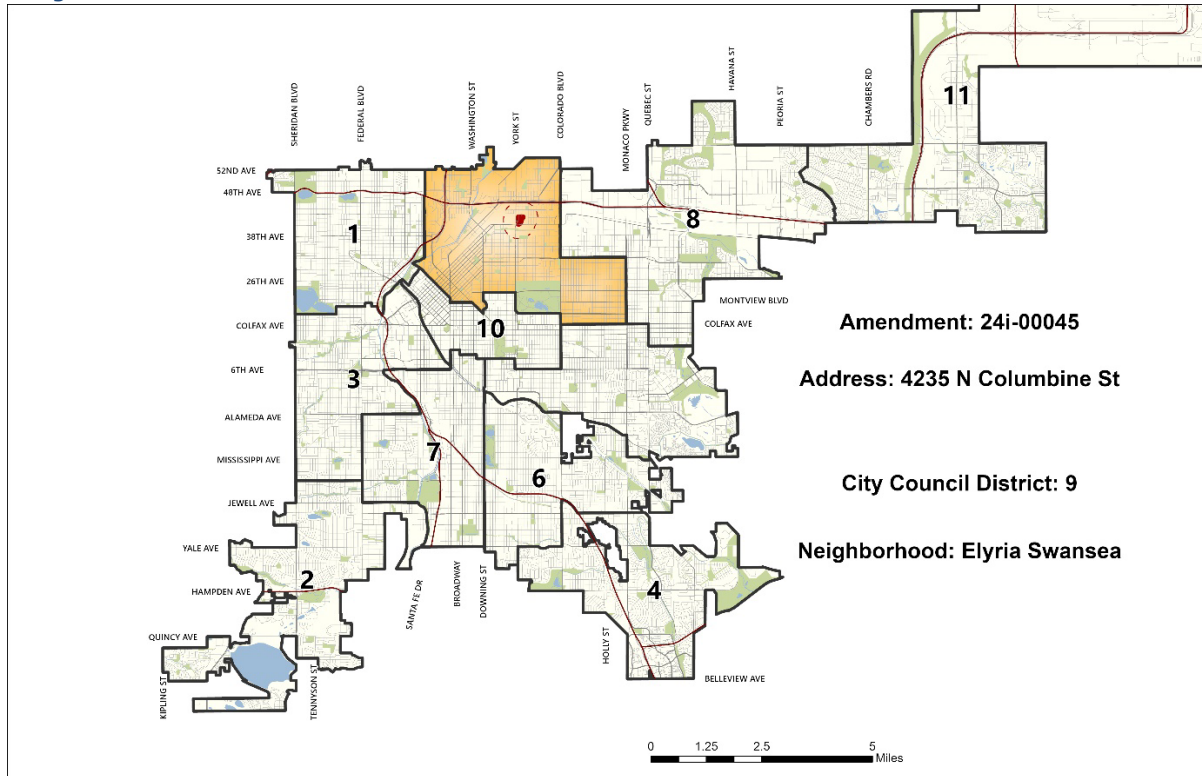 SHERIDAN BLVD
FEDERAL BLVD
WASHINGTON ST
YORK ST
COLORADO BLVD
MONACO PKWY
QUEBEC ST
HAVANA ST
PEORIA ST
CHAMBERS RD
11
52ND AVE
48TH AVE
1
8
38TH AVE
26TH AVE
MONTVIEW BLVD
COLFAX AVE
10
COLFAX AVE
Amendment: 24i-00045
6TH AVE
3
Address: 4235 N Columbine St
ALAMEDA AVE
7
MISSISSIPPI AVE
6
City Council District: 9
JEWELL AVE
YALE AVE
Neighborhood: Elyria Swansea
2
HAMPDEN AVE
4
SANTA FE DR
BROADWAY
DOWNING ST
QUINCY AVE
HOLLY ST
BELLEVIEW AVE
KIPLING ST
TENNYSON ST
0 1.25 2.5 5
Miles